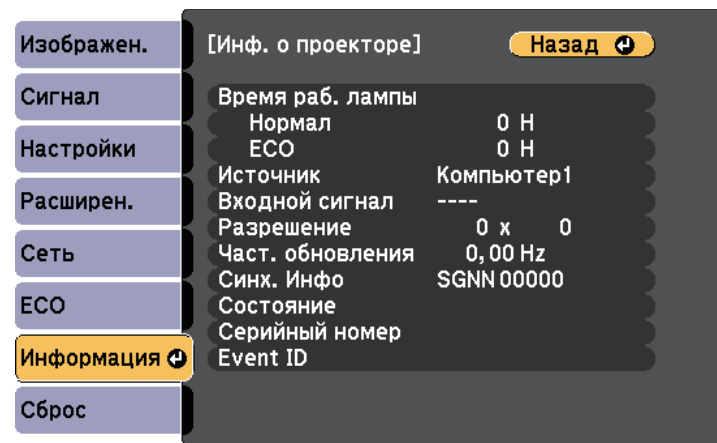 Изображен.
Сигнал
Настройки
Расширен.
Сеть
ECO
Информация
Сброс
[Инф. о проекторе] Назад
Время раб. лампы
Нормал 0 H
ECO 0 H
Источник Компьютер1
Входной сигнал ----
Разрешение 0 x 0
Част. обновления 0,00 Hz
Синх. Инфо SGNN 00000
Состояние
Серийный номер
Event ID